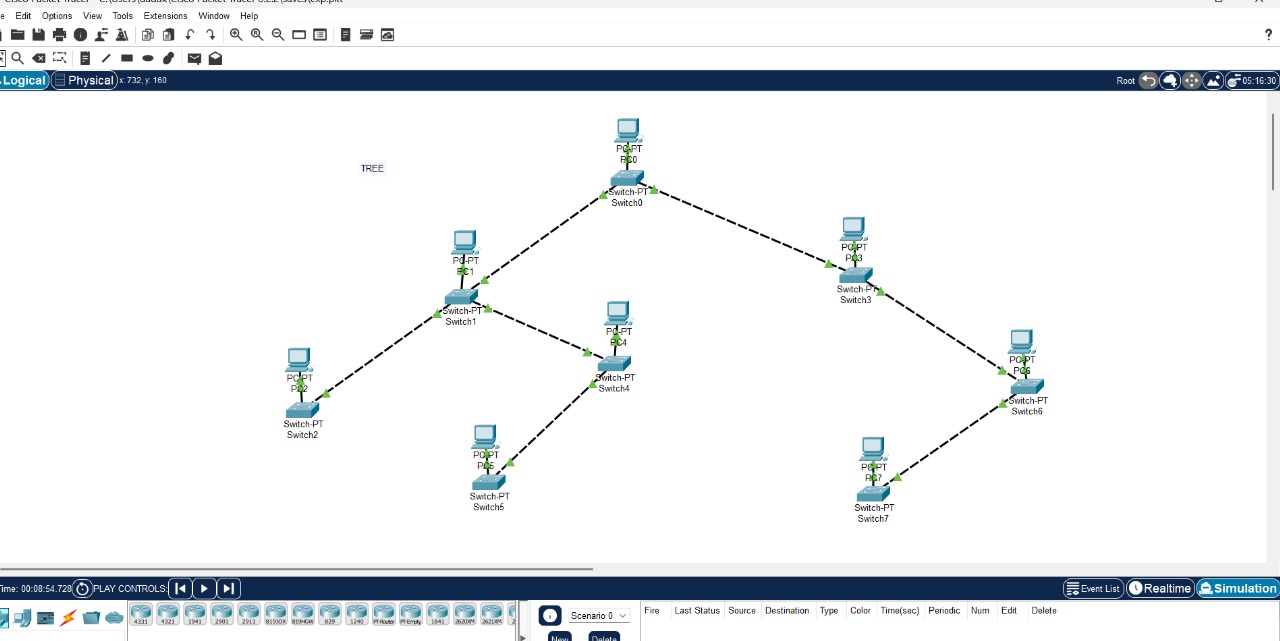 Edit Options View Tools Extensions Window Help
?
Logical Physical x: 732, y: 160 Root 05:16:30
TREE
PC-PT
PC0
Switch-PT
Switch0
PC-PT
PC1
Switch-PT
Switch1
PC-PT
PC3
Switch-PT
Switch3
PC-PT
PC4
Switch-PT
Switch4
PC-PT
PC2
Switch-PT
Switch2
PC-PT
PC6
Switch-PT
Switch6
PC-PT
PC5
Switch-PT
Switch5
PC-PT
PC7
Switch-PT
Switch7
Time: 00:08:54.728 PLAY CONTROLS: Event List Realtime Simulation
4331 4321 1941 2901 2911 819IOX 819HGW 829 1240 PT-Router PT-Empty 1841 2620XM 2621XM
Scenario 0
New Delete
Fire Last Status Source Destination Type Color Time(sec) Periodic Num Edit Delete